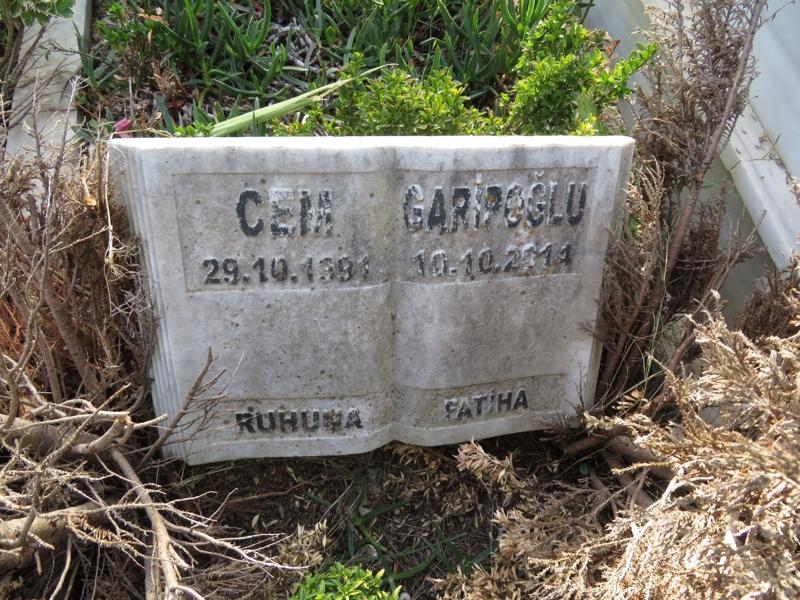 CEM GARİPOĞLU
29.10.1991 10.10.2014
RUHUNA FATİHA